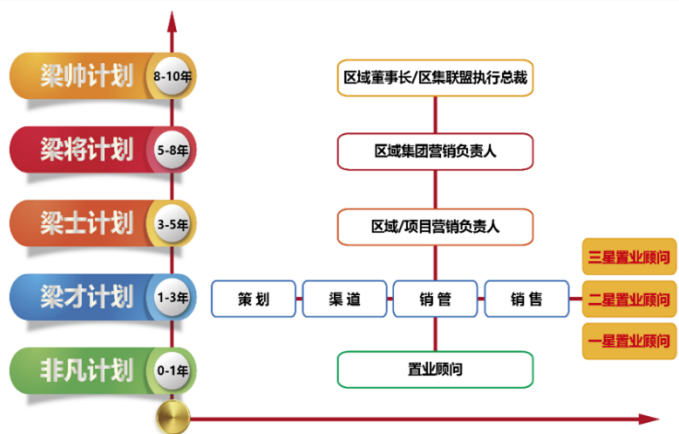 梁帅计划 8-10年 区域董事长/区集联盟执行总裁
梁将计划 5-8年 区域集团营销负责人
梁士计划 3-5年 区域/项目营销负责人
三星置业顾问
梁才计划 1-3年 策划 渠道 销管 销售 二星置业顾问
一星置业顾问
非凡计划 0-1年 置业顾问